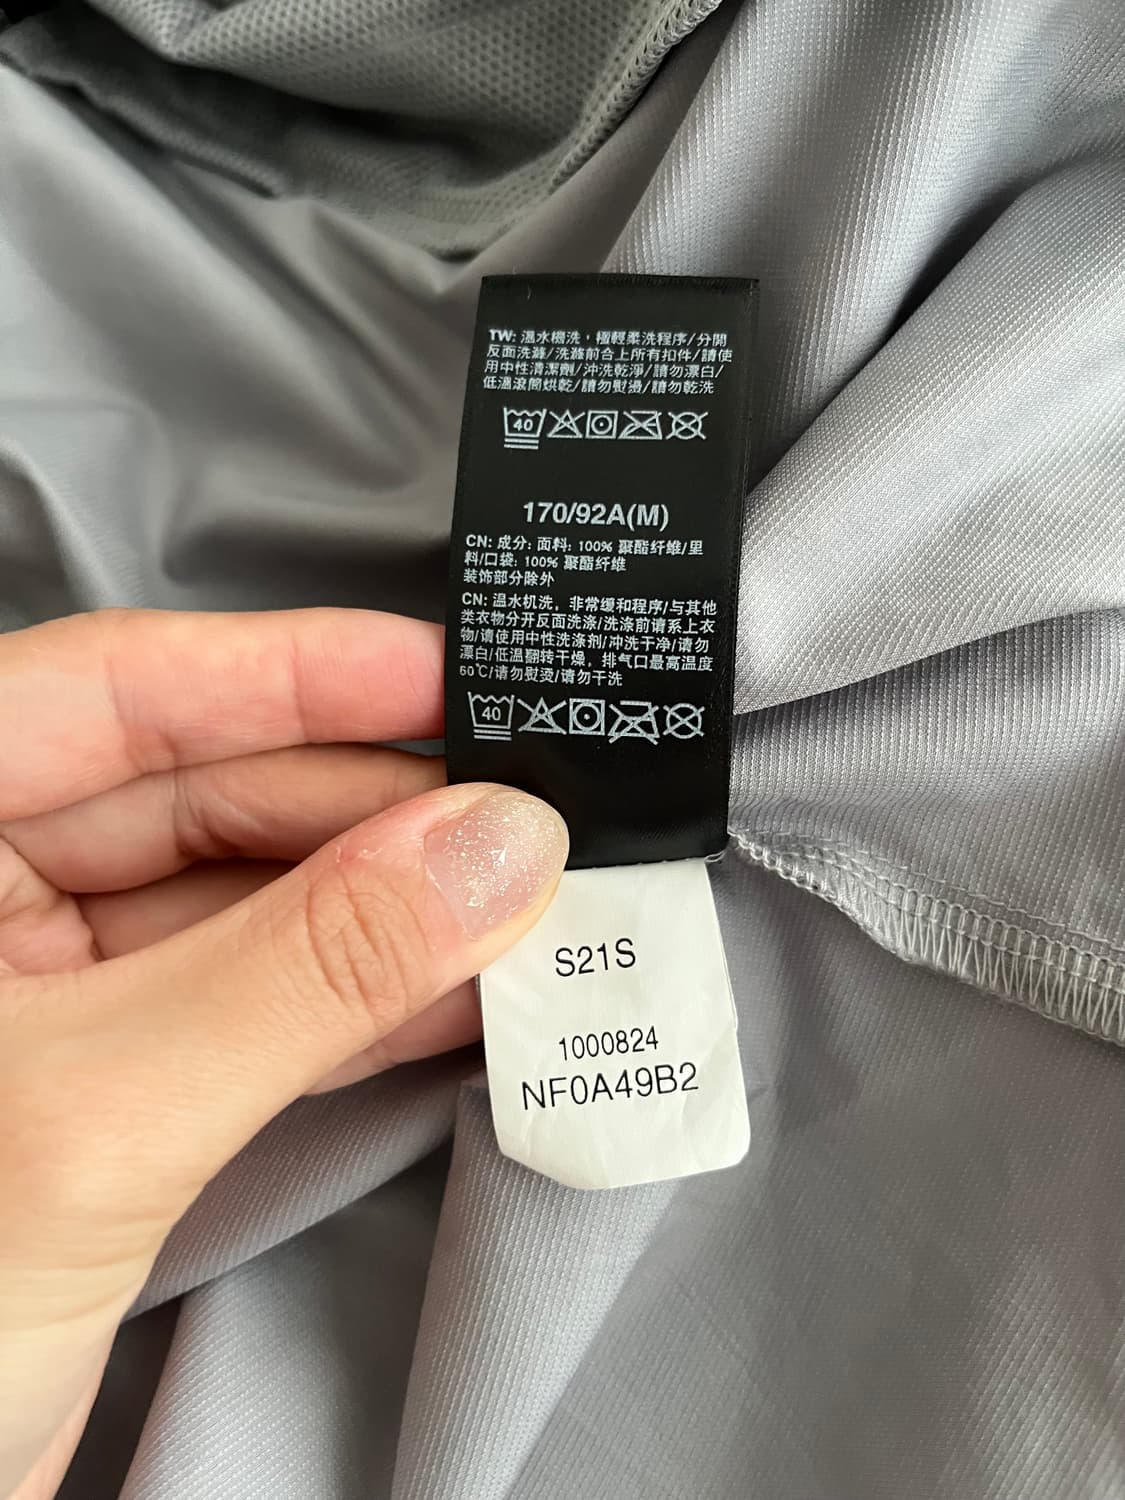 TW: 溫水機洗，極輕柔洗程序/分開
反面洗滌/洗滌前合上所有扣件/請使
用中性清潔劑/沖洗乾淨/請勿漂白/
低溫滾筒烘乾/請勿熨燙/請勿乾洗
40
170/92A(M)
CN: 成分: 面料: 100% 聚酯纤维/里
料/口袋: 100% 聚酯纤维
装饰部分除外
CN: 温水机洗，非常缓和程序/与其他
类衣物分开反面洗涤/洗涤前请系上衣
物/请使用中性洗涤剂/冲洗干净/请勿
漂白/低温翻转干燥，排气口最高温度
60℃/请勿熨烫/请勿干洗
40
S21S
1000824
NF0A49B2